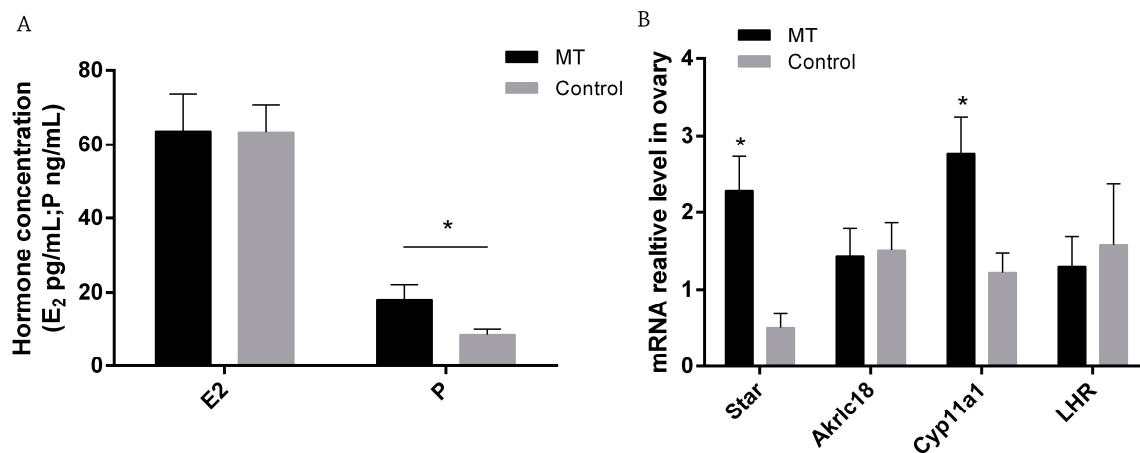 A
MT
Control
Hormone concentration
(E₂ pg/mL;P ng/mL)
80
60
40
20
0
*
E2
P
B
MT
Control
mRNA realtive level in ovary
4
3
2
1
0
*
*
Star
Akrlc18
Cyp11a1
LHR